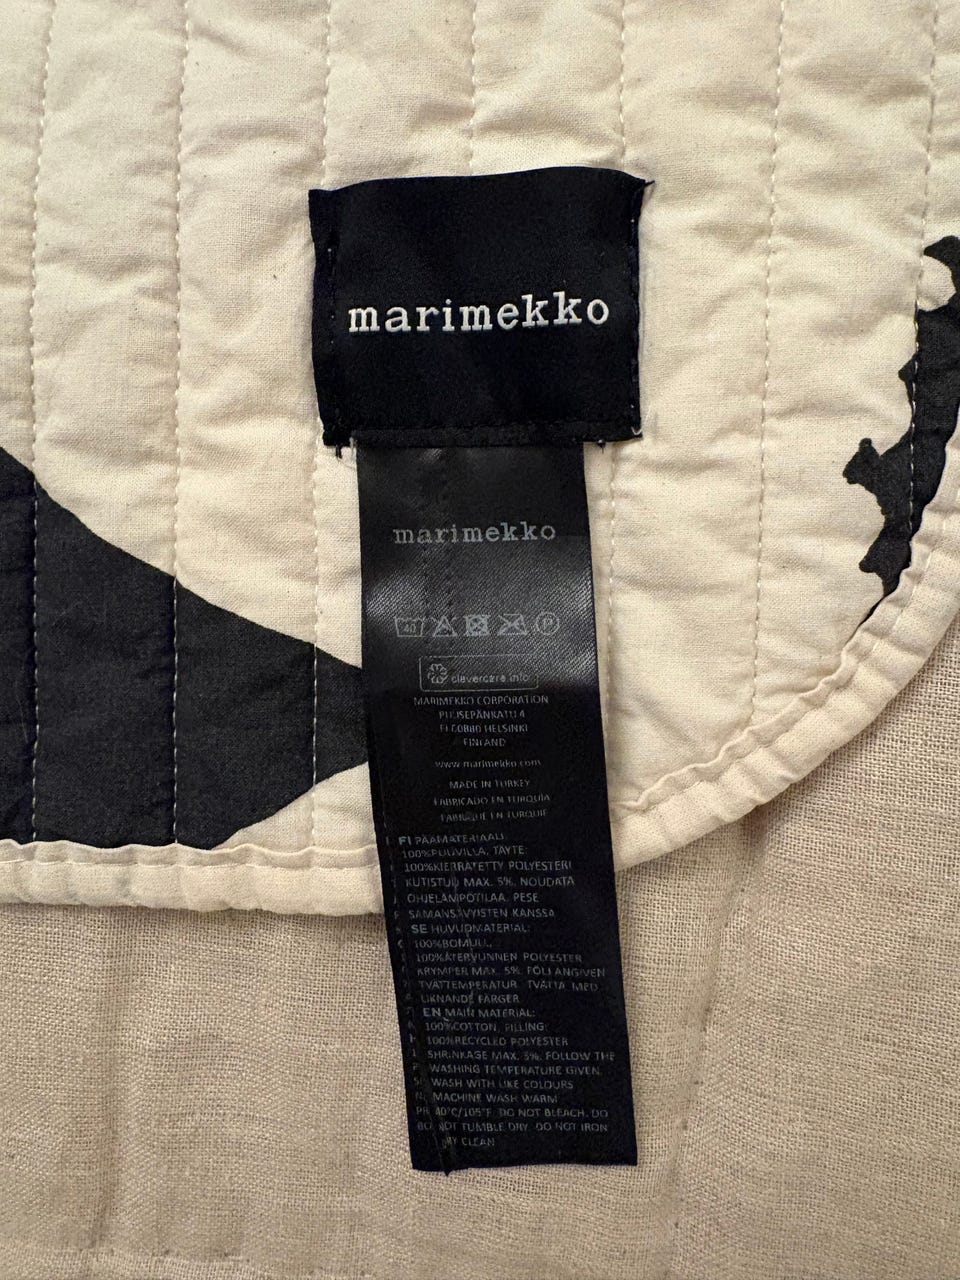 marimekko
marimekko
40 P
clevercare.info
MARIMEKKO CORPORATION
PUUSEPÄNKATU 4
FI 00880 HELSINKI
FINLAND
www.marimekko.com
MADE IN TURKEY
FABRICADO EN TURQUÍA
FABRIQUÉ EN TURQUIE
FI PÄÄMATERIAALI:
100%PUUVILLA, TÄYTE:
100%KIERRÄTETTY POLYESTERI
KUTISTUU MAX. 5%. NOUDATA
OHJELÄMPÖTILAA. PESE
SAMANSÄVYISTEN KANSSA
SE HUVUDMATERIAL:
100%BOMULL,
100%ÅTERVUNNEN POLYESTER
KRYMPER MAX. 5%. FÖLJ ANGIVEN
TVÄTTEMPERATUR. TVÄTTA MED
LIKNANDE FÄRGER
EN MAIN MATERIAL:
100%COTTON, FILLING:
100%RECYCLED POLYESTER
SHRINKAGE MAX. 5%. FOLLOW THE
WASHING TEMPERATURE GIVEN.
WASH WITH LIKE COLOURS
MACHINE WASH WARM
40°C/105°F. DO NOT BLEACH. DO
NOT TUMBLE DRY. DO NOT IRON
CLEAN